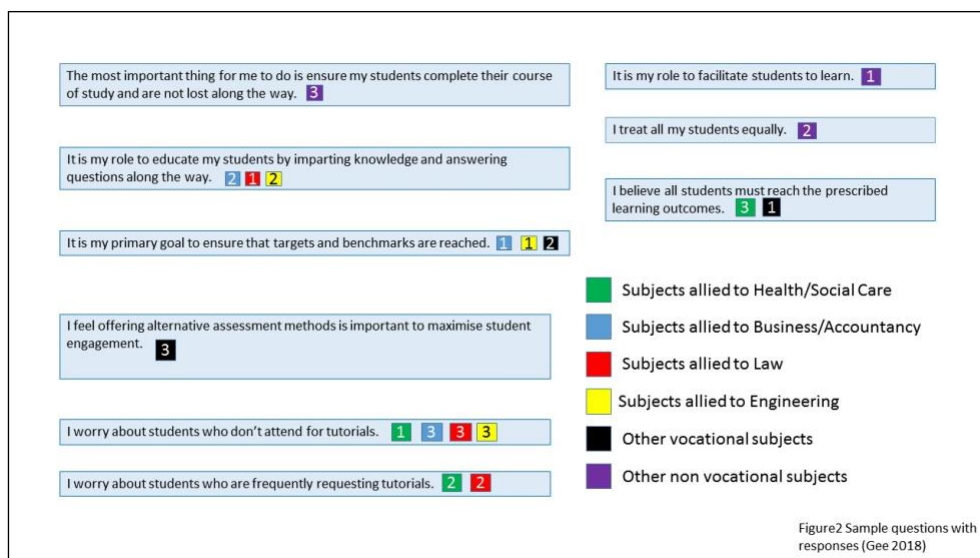 The most important thing for me to do is ensure my students complete their course
of study and are not lost along the way. 3
It is my role to educate my students by imparting knowledge and answering
questions along the way. 2 1 2
It is my primary goal to ensure that targets and benchmarks are reached. 1 1 2
I feel offering alternative assessment methods is important to maximise student
engagement. 3
I worry about students who don't attend for tutorials. 1 3 3 3
I worry about students who are frequently requesting tutorials. 2 2
It is my role to facilitate students to learn. 1
I treat all my students equally. 2
I believe all students must reach the prescribed
learning outcomes. 3 1
Subjects allied to Health/Social Care
Subjects allied to Business/Accountancy
Subjects allied to Law
Subjects allied to Engineering
Other vocational subjects
Other non vocational subjects
Figure2 Sample questions with
responses (Gee 2018)